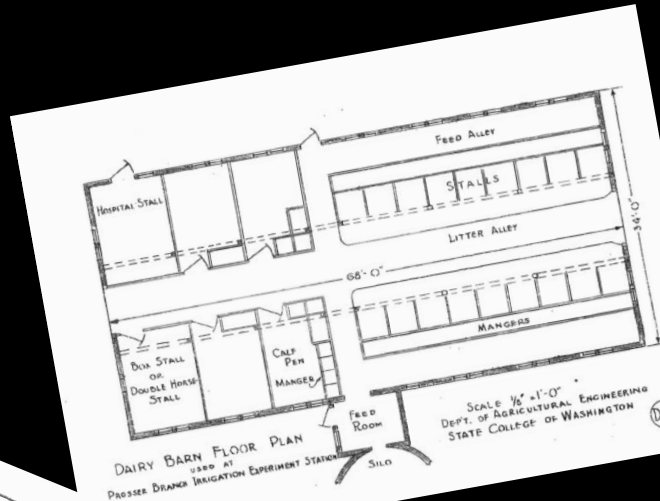 FEED ALLEY
HOSPITAL STALL
STALLS
LITTER ALLEY
34'-0"
68'-0"
MANGERS
BOX STALL
OR
DOUBLE HORSE
STALL
CALF
PEN
MANGER
FEED
ROOM
SILO
SCALE 1/8" = 1'-0"
DEP'T. OF AGRICULTURAL ENGINEERING
STATE COLLEGE OF WASHINGTON
DAIRY BARN FLOOR PLAN
USED AT
PROSSER BRANCH IRRIGATION EXPERIMENT STATION